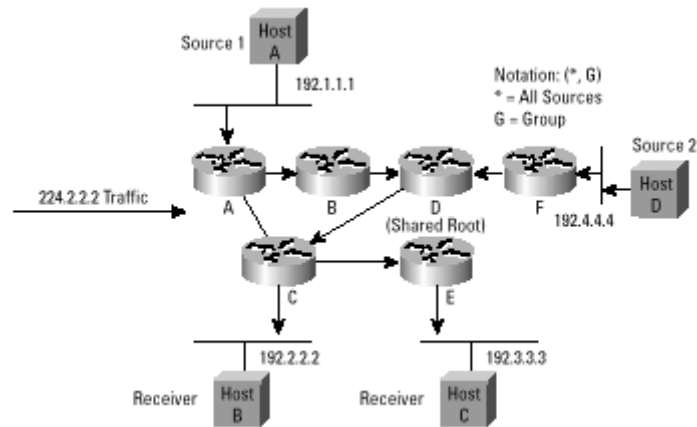 Source 1
Host
A
192.1.1.1
Notation: (*, G)
* = All Sources
G = Group
Source 2
Host
D
192.4.4.4
224.2.2.2 Traffic
A
B
D
F
(Shared Root)
C
E
192.2.2.2
192.3.3.3
Receiver
Host
B
Receiver
Host
C